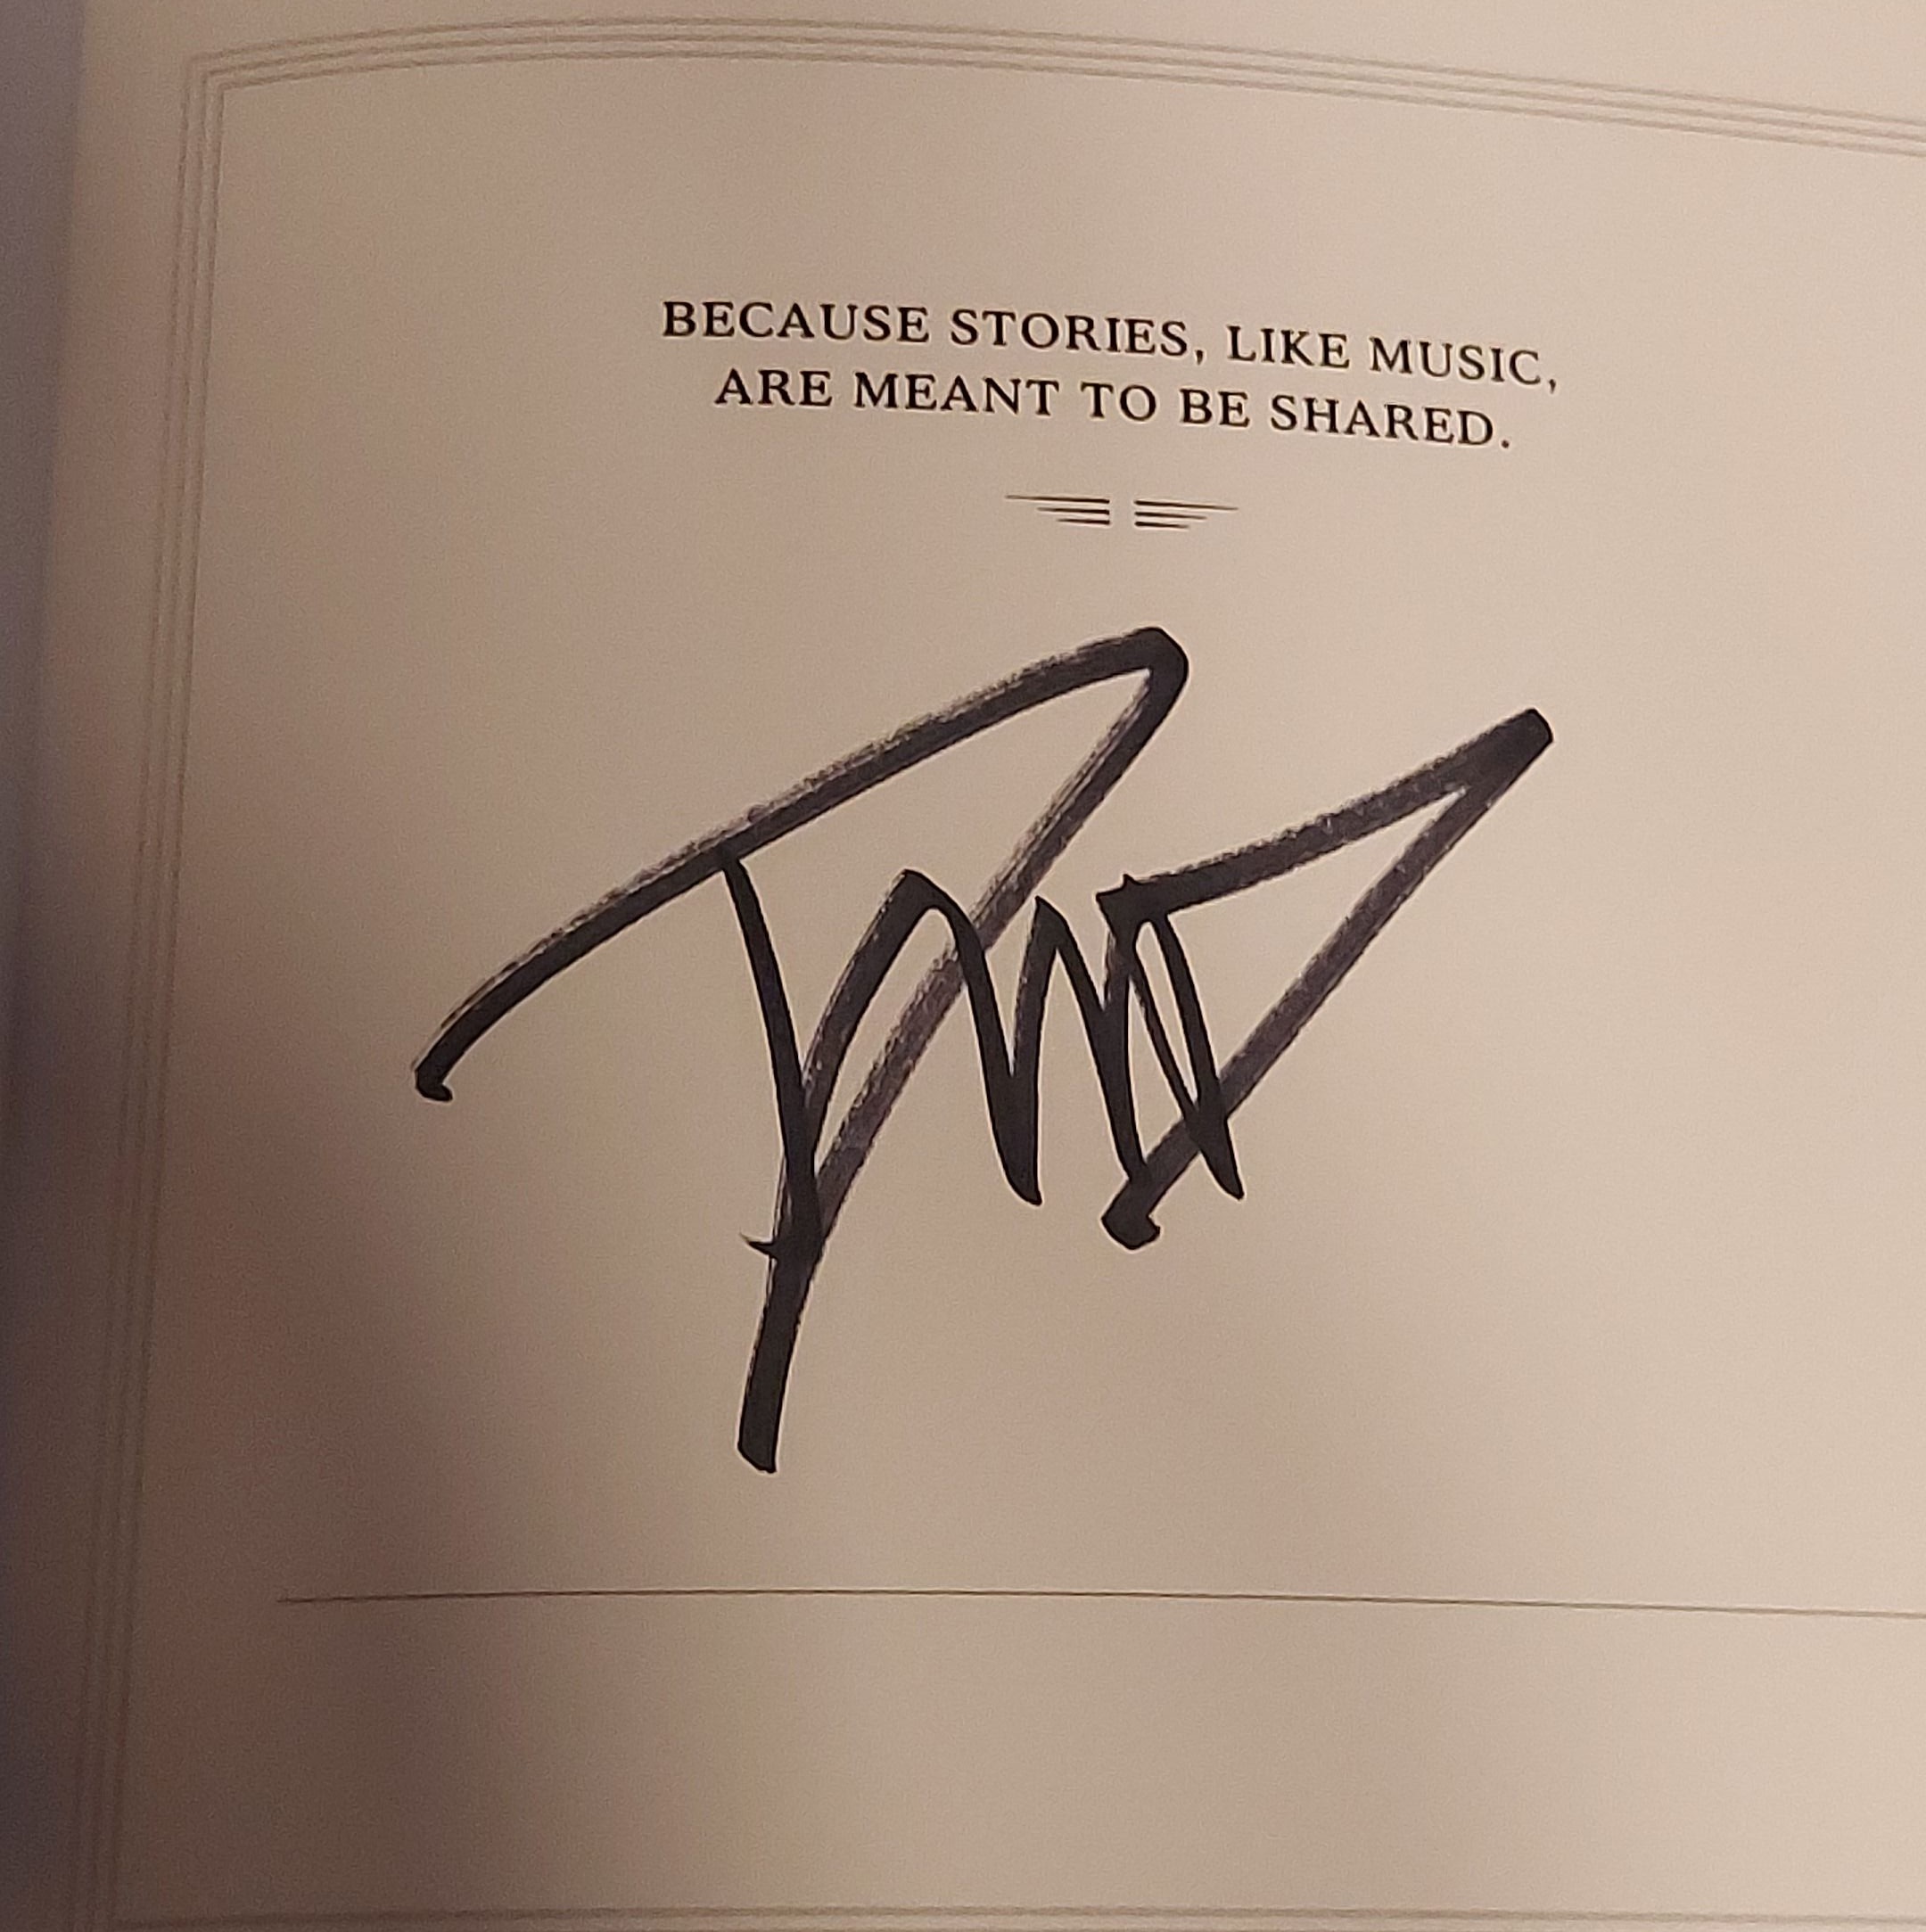 BECAUSE STORIES, LIKE MUSIC,
ARE MEANT TO BE SHARED.